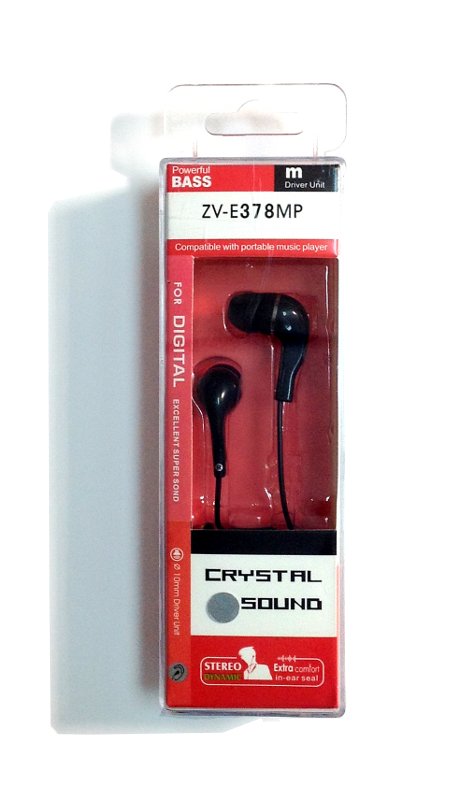 Powerful
BASS
m
Driver Unit
ZV-E378MP
Compatible with portable music player
FOR DIGITAL EXCELLENT SUPER SOND
Ø 10mm Driver Unit
CRYSTAL
SOUND
STEREO
DYNAMIC
Extra comfort
in-ear seal